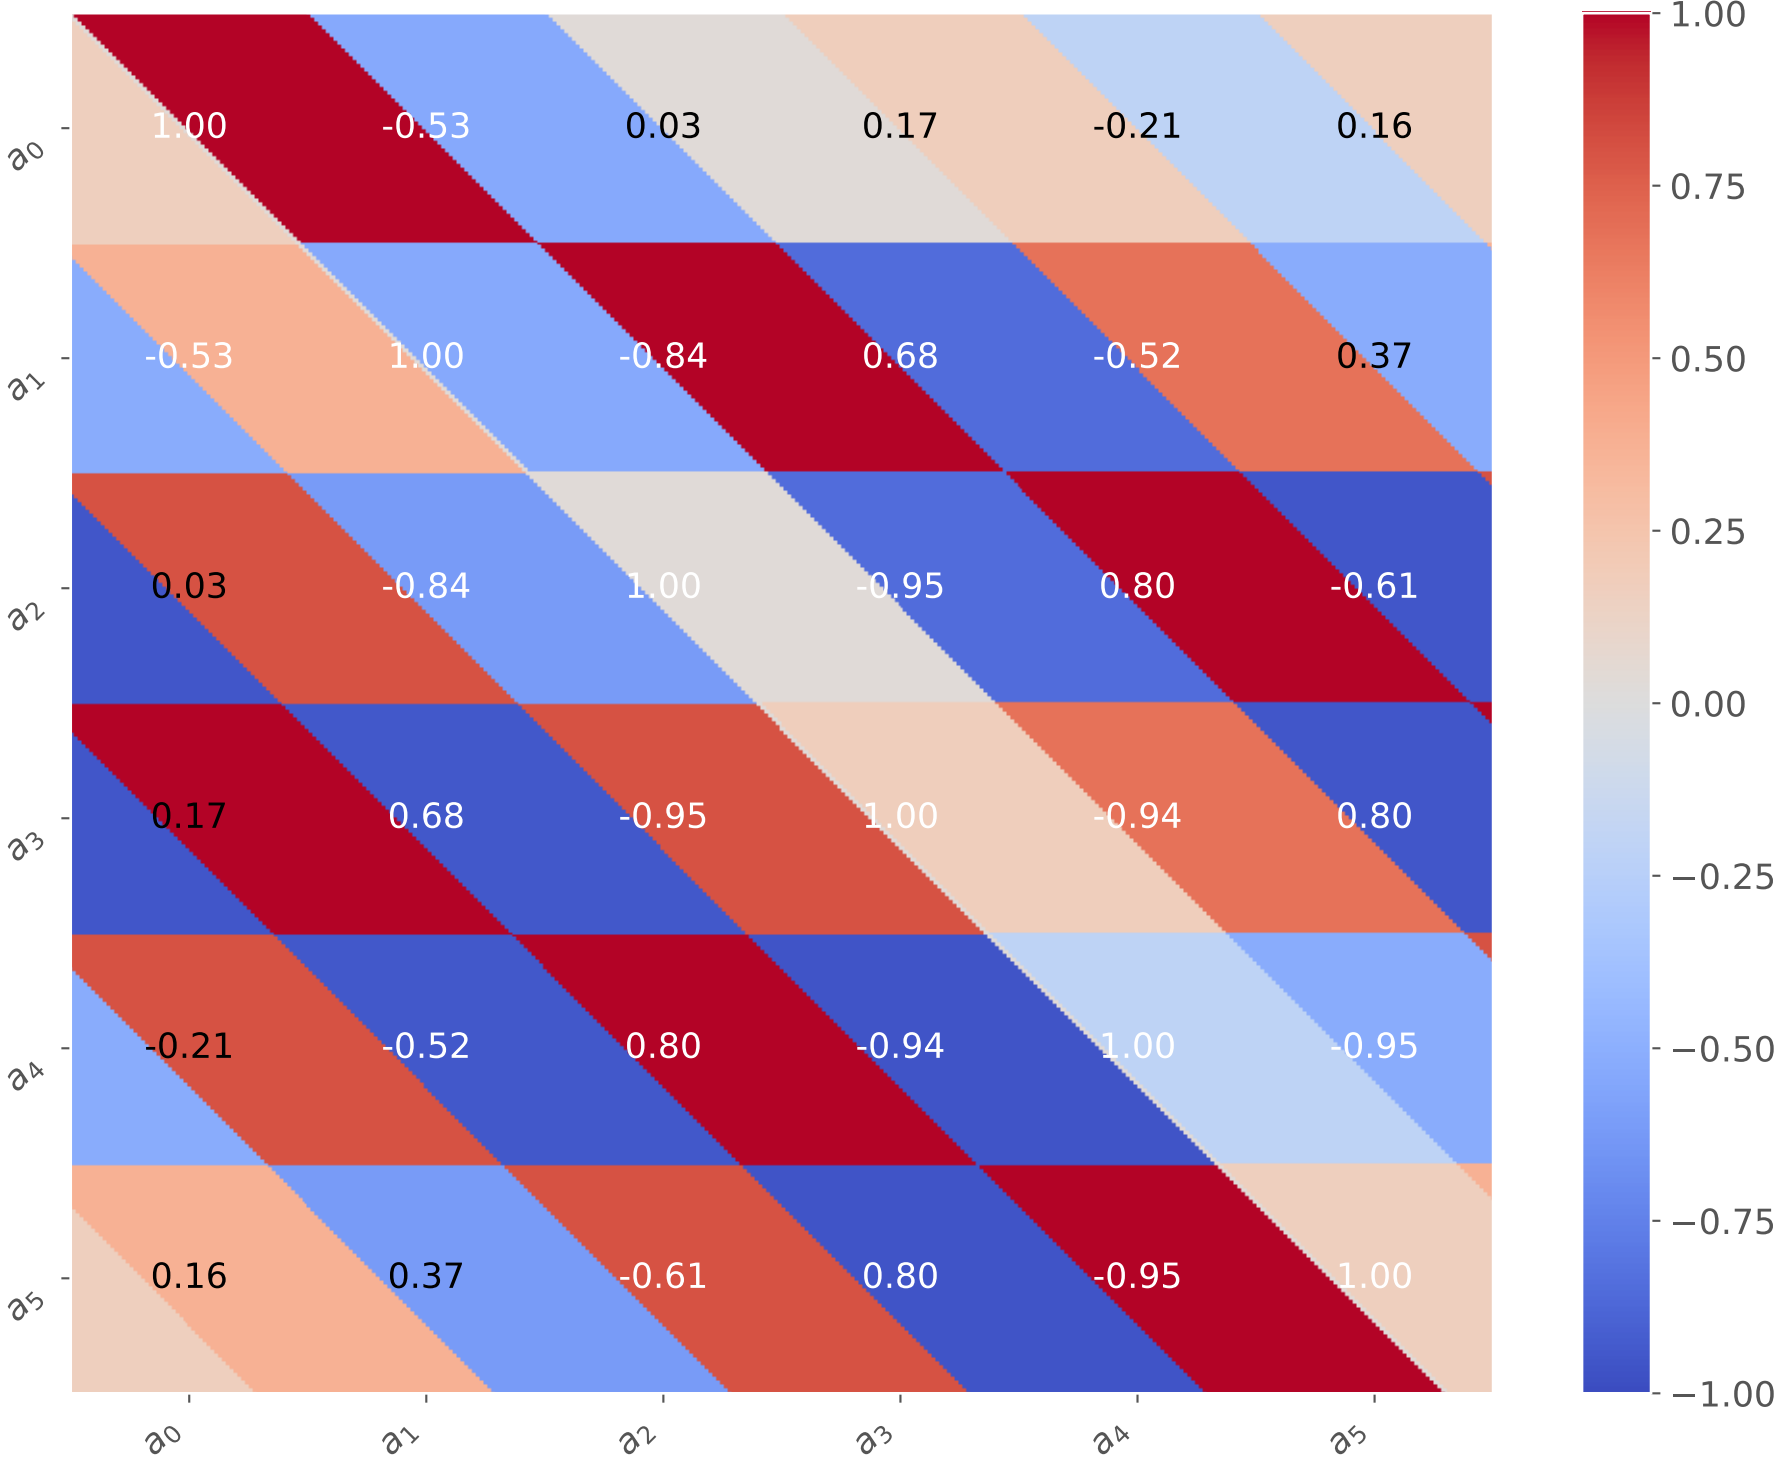 1.00
a₀ 1.00 -0.53 0.03 0.17 -0.21 0.16
0.75
a₁ -0.53 1.00 -0.84 0.68 -0.52 0.37
0.50
0.25
a₂ 0.03 -0.84 1.00 -0.95 0.80 -0.61
0.00
a₃ 0.17 0.68 -0.95 1.00 -0.94 0.80
−0.25
a₄ -0.21 -0.52 0.80 -0.94 1.00 -0.95
−0.50
−0.75
a₅ 0.16 0.37 -0.61 0.80 -0.95 1.00
−1.00
a₀ a₁ a₂ a₃ a₄ a₅